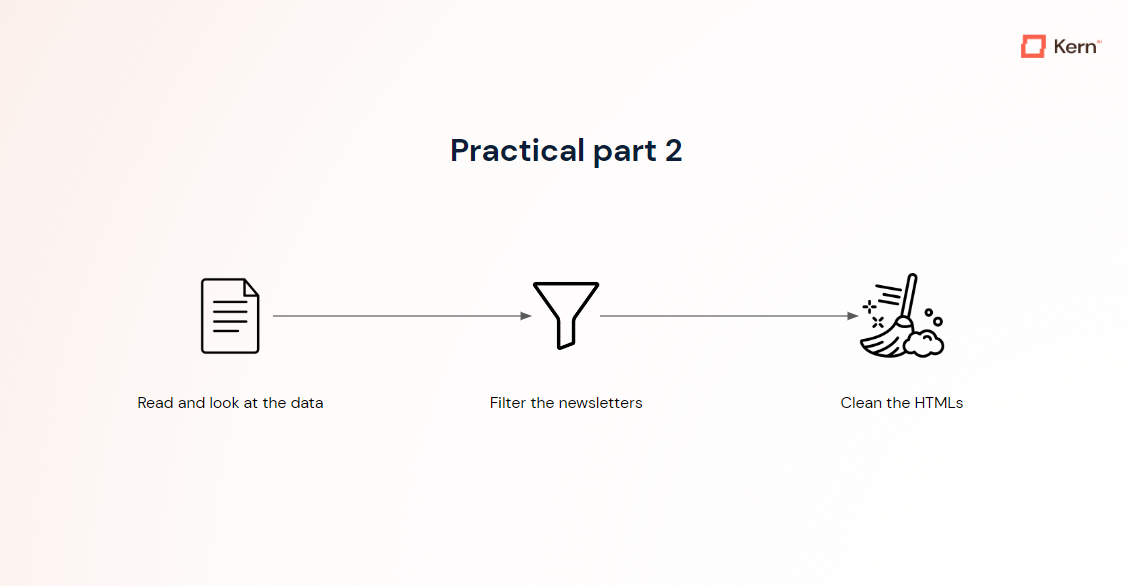 Kern AI
Practical part 2
Read and look at the data
Filter the newsletters
Clean the HTMLs